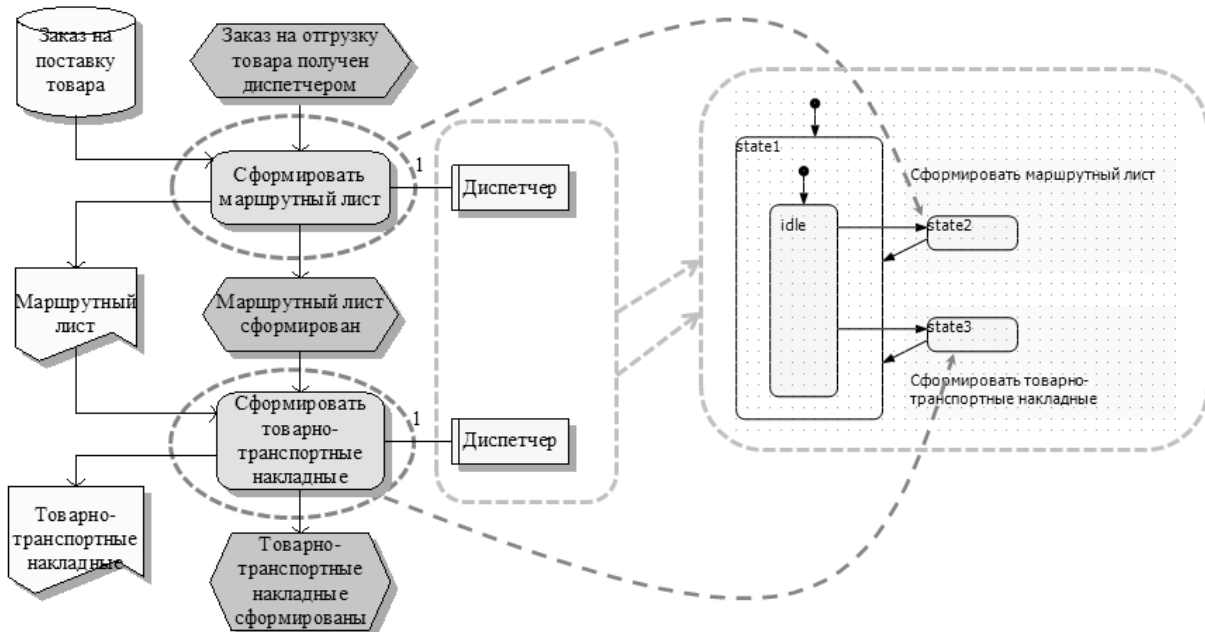 Заказ на
поставку
товара
Заказ на отгрузку
товара получен
диспетчером
Сформировать
маршрутный лист
1
Диспетчер
Маршрутный
лист
Маршрутный лист
сформирован
Сформировать
товарно-
транспортные
накладные
1
Диспетчер
Товарно-
транспортные
накладные
Товарно-
транспортные
накладные
сформированы
state1
idle
Сформировать маршрутный лист
state2
state3
Сформировать товарно-
транспортные накладные